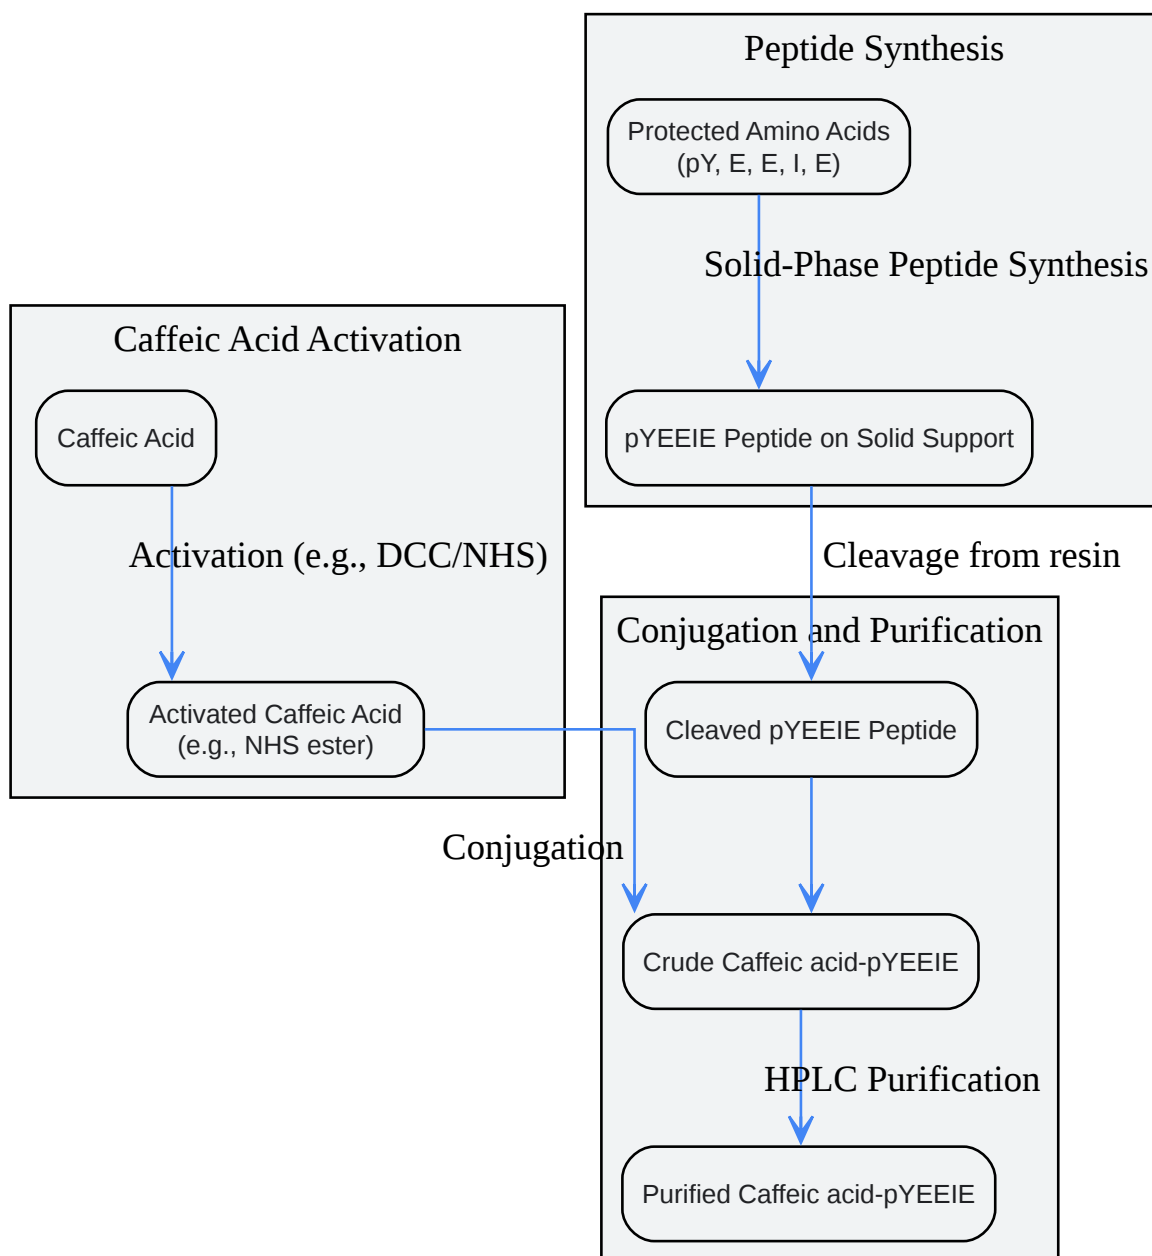 Peptide Synthesis
Protected Amino Acids
(pY, E, E, I, E)
Solid-Phase Peptide Synthesis
pYEEIE Peptide on Solid Support
Caffeic Acid Activation
Caffeic Acid
Activation (e.g., DCC/NHS)
Activated Caffeic Acid
(e.g., NHS ester)
Cleavage from resin
Conjugation and Purification
Cleaved pYEEIE Peptide
Conjugation
Crude Caffeic acid-pYEEIE
HPLC Purification
Purified Caffeic acid-pYEEIE